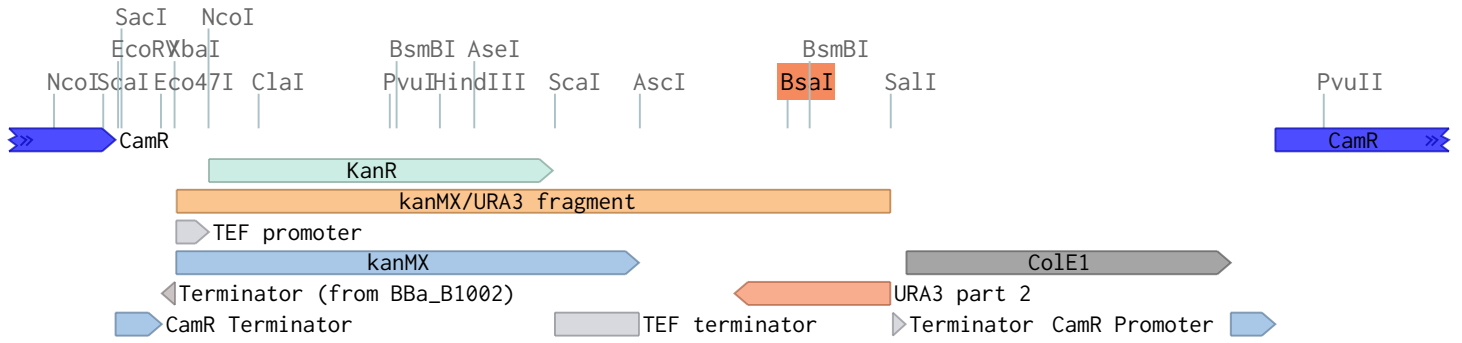 SacI NcoI
EcoRV XbaI BsmBI AseI BsmBI
NcoI ScaI Eco47I ClaI PvuI HindIII ScaI AscI BsaI SalI PvuII
CamR CamR
KanR
kanMX/URA3 fragment
TEF promoter
kanMX ColE1
Terminator (from BBa_B1002) URA3 part 2
CamR Terminator TEF terminator Terminator CamR Promoter